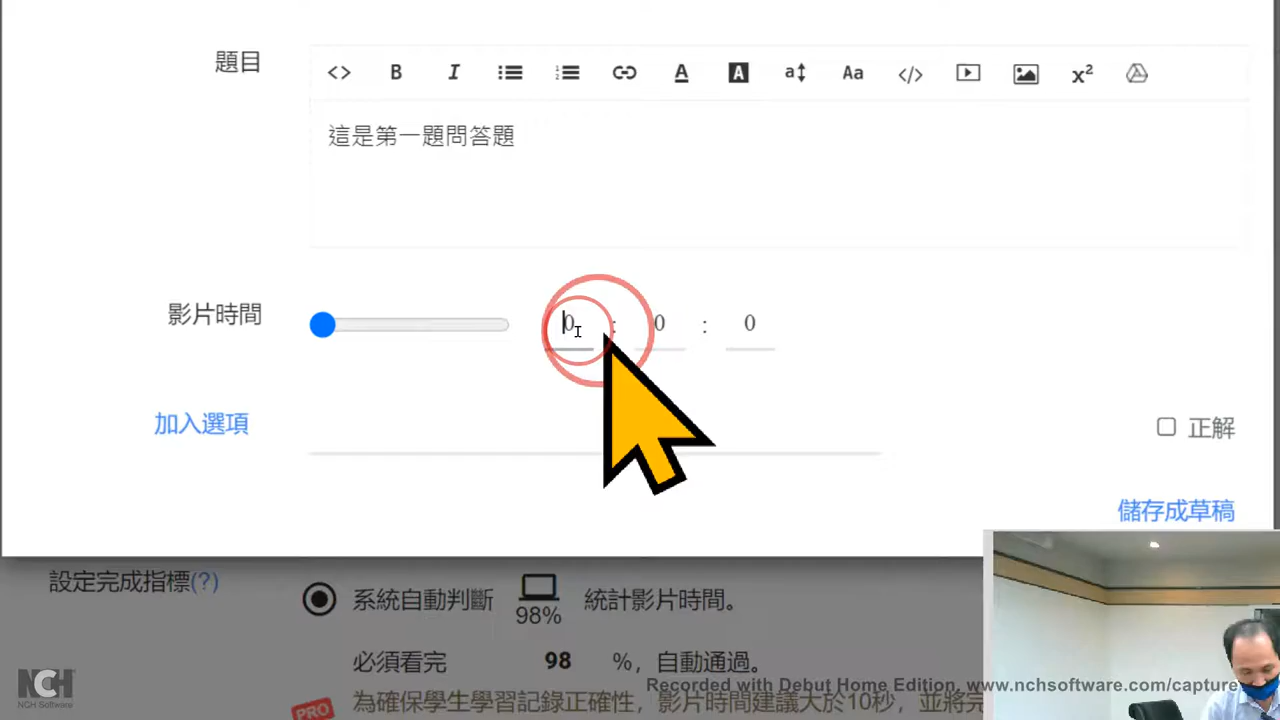 題目
B I A A a Aa </> x²
這是第一題問答題
影片時間 0 : 0 : 0
加入選項 正解
儲存成草稿
設定完成指標(?) 系統自動判斷 98% 統計影片時間。
必須看完 98 %，自動通過。
PRO 為確保學生學習記錄正確性，影片時間建議大於10秒，並將完
NCH
NCH Software
Recorded with Debut Home Edition, www.nchsoftware.com/capture